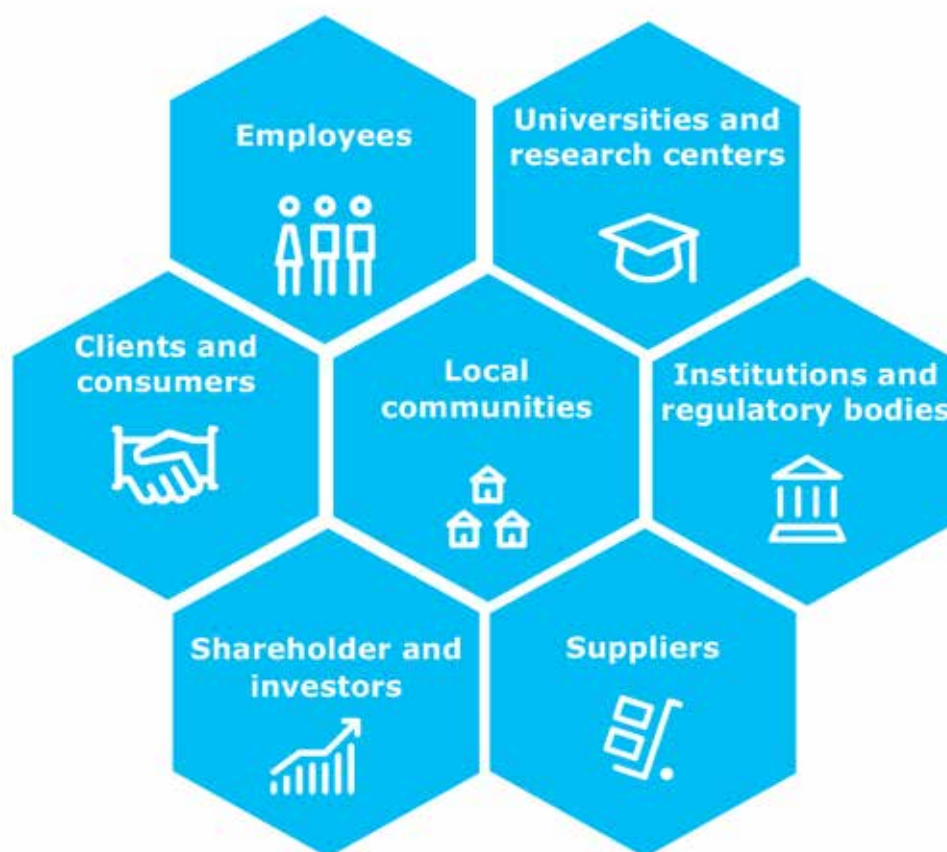 Employees
Universities and
research centers
Clients and
consumers
Local
communities
Institutions and
regulatory bodies
Shareholder and
investors
Suppliers